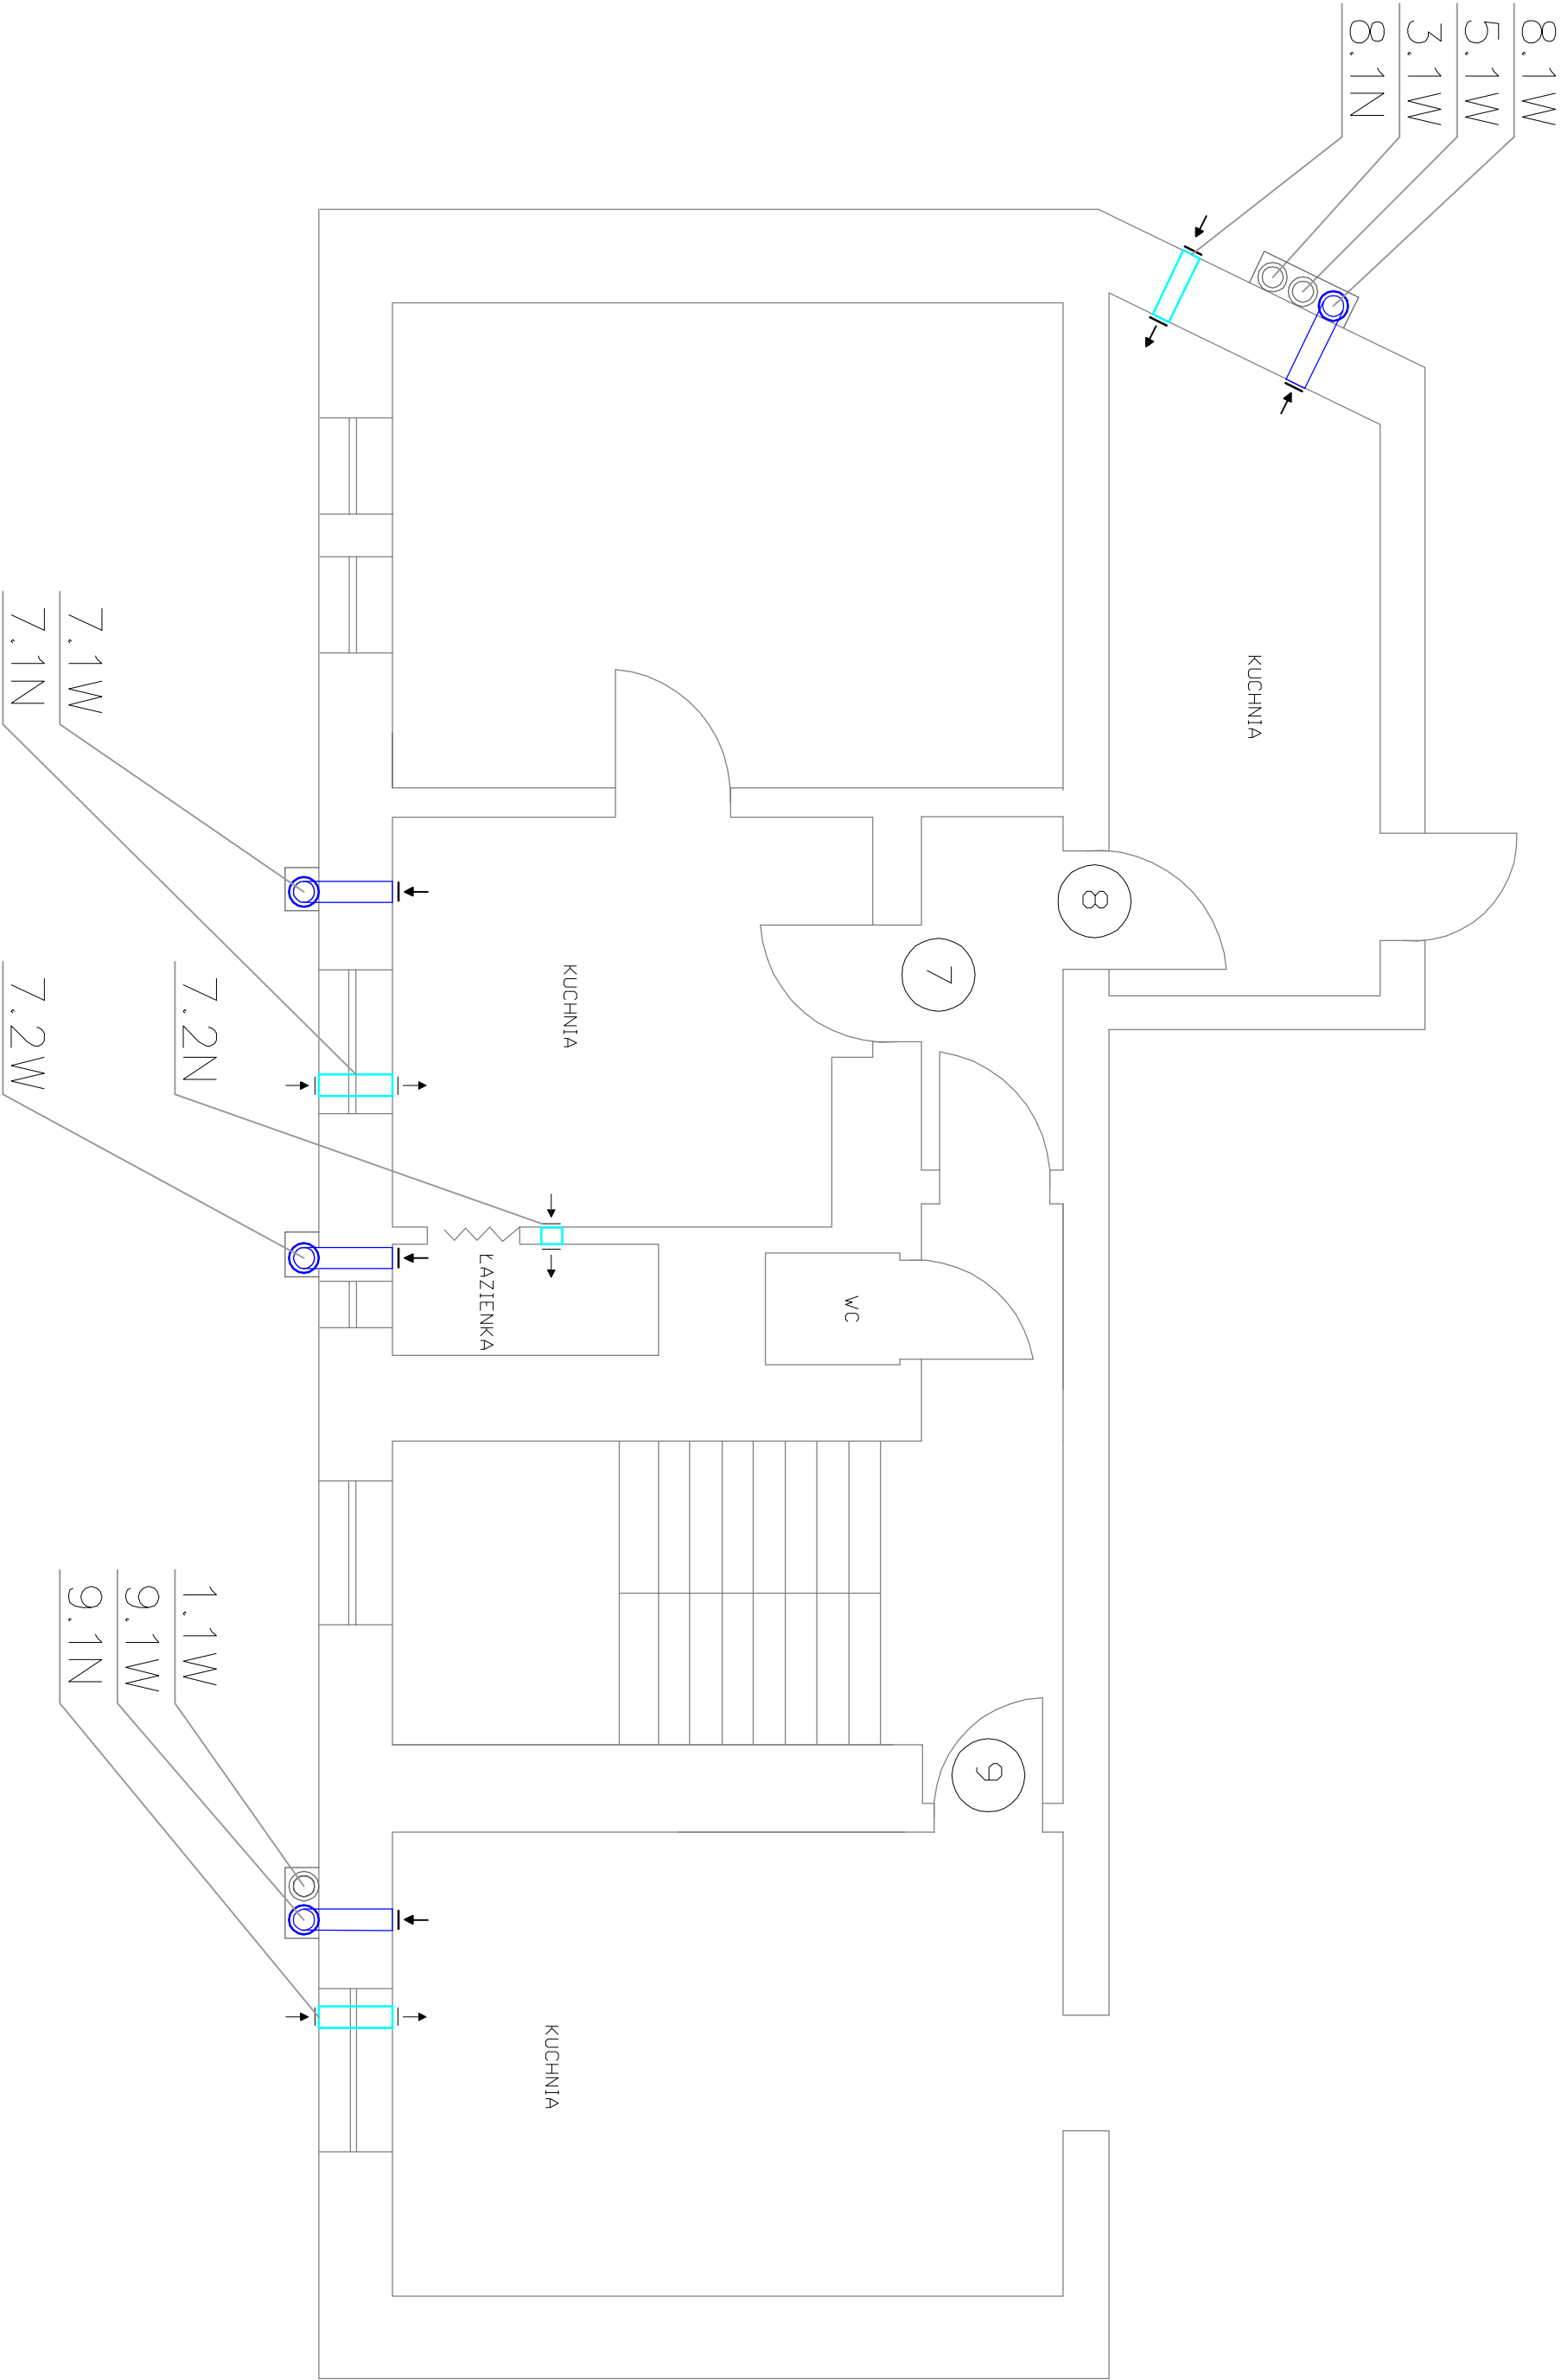 8.1W
5.1W
3.1W
8.1N
KUCHNIA
8
7
KUCHNIA
7.1W
7.1N
7.2N
7.2W
ŁAZIENKA
WC
9
1.1W
9.1W
9.1N
KUCHNIA